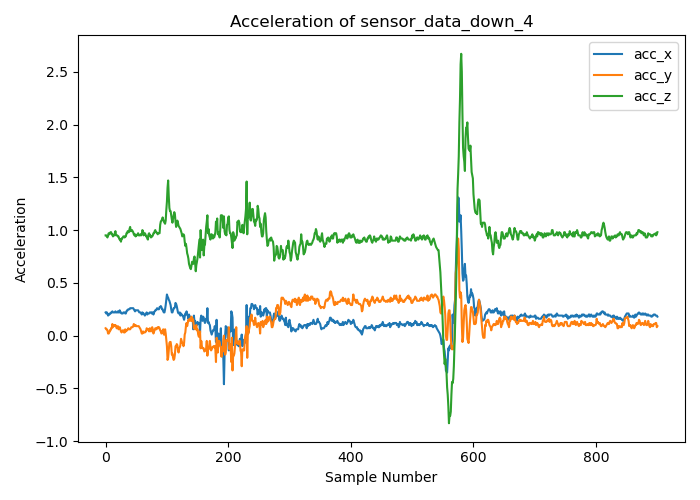 Acceleration of sensor_data_down_4
acc_x
acc_y
acc_z
2.5
2.0
1.5
1.0
0.5
0.0
−0.5
−1.0
Acceleration
0 200 400 600 800
Sample Number